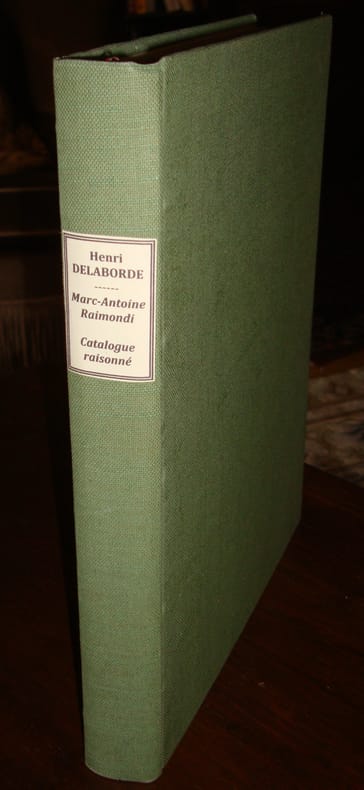 Henri
DELABORDE
------
Marc-Antoine
Raimondi
Catalogue
raisonné